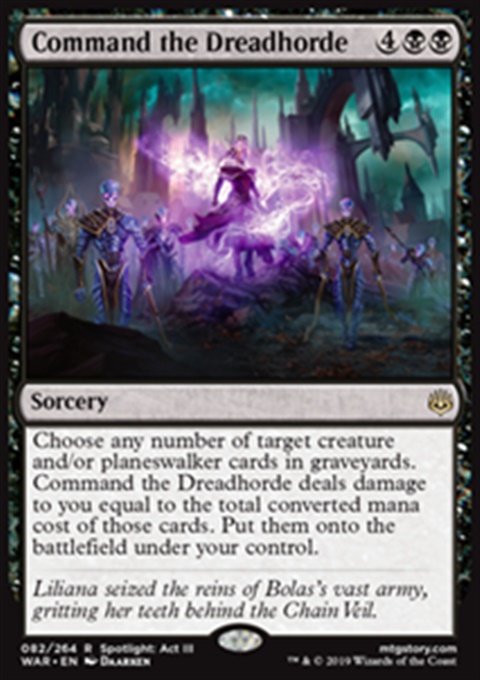 Command the Dreadhorde 4
Sorcery
Choose any number of target creature
and/or planeswalker cards in graveyards.
Command the Dreadhorde deals damage
to you equal to the total converted mana
cost of those cards. Put them onto the
battlefield under your control.
Liliana seized the reins of Bolas's vast army,
gritting her teeth behind the Chain Veil.
082/264 R Spotlight: Act III mtgstory.com
WAR • EN Daarken ™ & © 2019 Wizards of the Coast